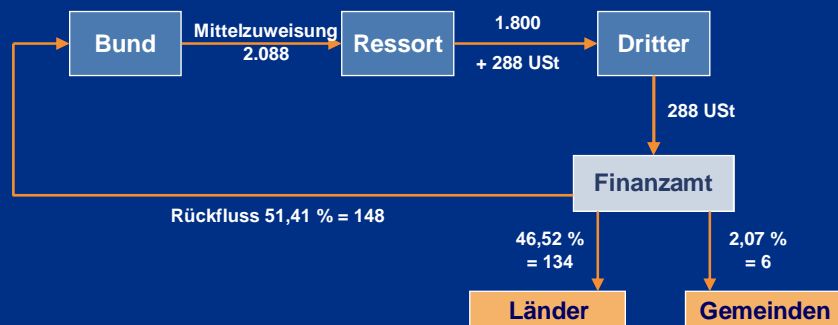 Bund
Mittelzuweisung
2.088
Ressort
1.800
+ 288 USt
Dritter
288 USt
Finanzamt
Rückfluss 51,41 % = 148
46,52 %
= 134
2,07 %
= 6
Länder
Gemeinden